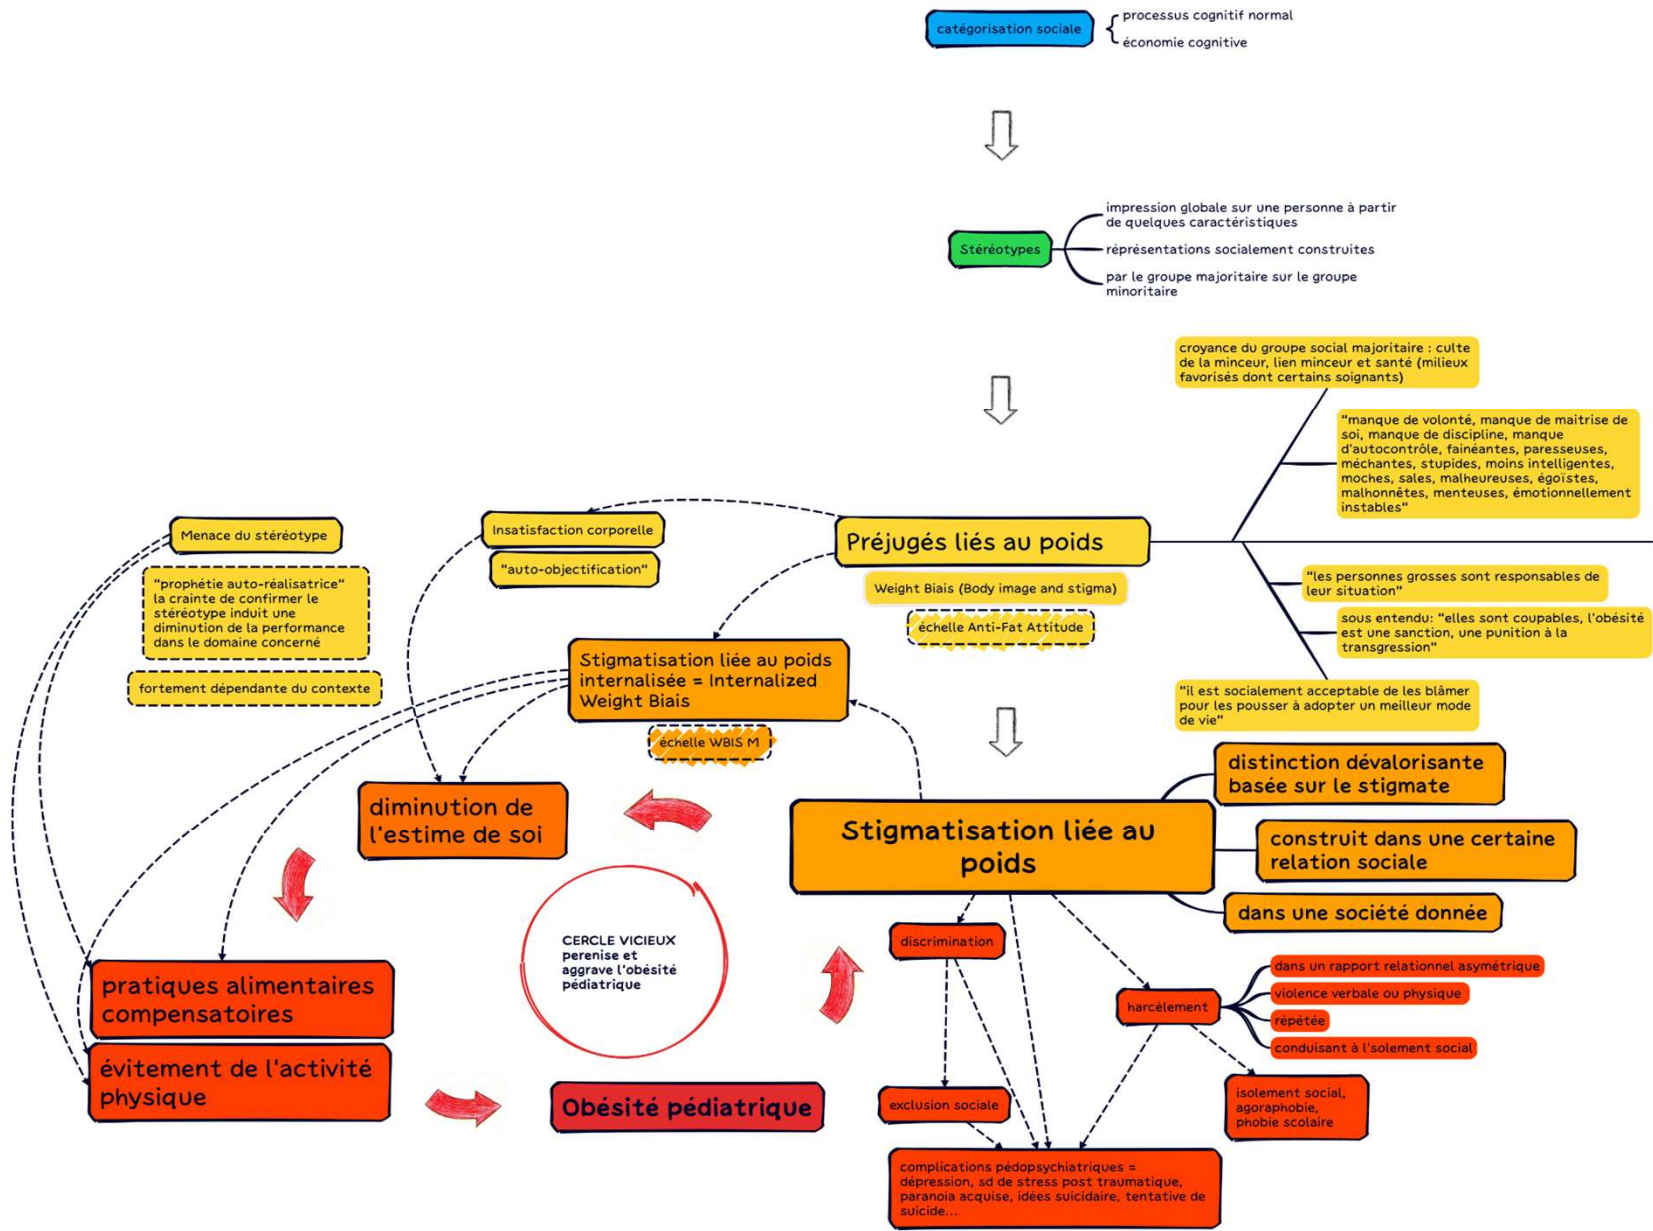 catégorisation sociale
processus cognitif normal
économie cognitive
Stéréotypes
impression globale sur une personne à partir
de quelques caractéristiques
réprésentations socialement construites
par le groupe majoritaire sur le groupe
minoritaire
croyance du groupe social majoritaire : culte
de la minceur, lien minceur et santé (milieux
favorisés dont certains soignants)
"manque de volonté, manque de maitrise de
soi, manque de discipline, manque
d'autocontrôle, fainéantes, paresseuses,
méchantes, stupides, moins intelligentes,
moches, sales, malheureuses, égoïstes,
malhonnêtes, menteuses, émotionnellement
instables"
Préjugés liés au poids
Weight Biais (Body image and stigma)
échelle Anti-Fat Attitude
"les personnes grosses sont responsables de
leur situation"
sous entendu: "elles sont coupables, l'obésité
est une sanction, une punition à la
transgression"
"il est socialement acceptable de les blâmer
pour les pousser à adopter un meilleur mode
de vie"
Insatisfaction corporelle
"auto-objectification"
Menace du stéréotype
"prophétie auto-réalisatrice"
la crainte de confirmer le
stéréotype induit une
diminution de la performance
dans le domaine concerné
fortement dépendante du contexte
Stigmatisation liée au poids
internalisée = Internalized
Weight Biais
échelle WBIS M
diminution de
l'estime de soi
Stigmatisation liée au
poids
distinction dévalorisante
basée sur le stigmate
construit dans une certaine
relation sociale
dans une société donnée
CERCLE VICIEUX
perenise et
aggrave l'obésité
pédiatrique
pratiques alimentaires
compensatoires
évitement de l'activité
physique
Obésité pédiatrique
discrimination
harcèlement
dans un rapport relationnel asymétrique
violence verbale ou physique
répètée
conduisant à l'solement social
exclusion sociale
isolement social,
agoraphobie,
phobie scolaire
complications pédopsychiatriques =
dépression, sd de stress post traumatique,
paranoia acquise, idées suicidaire, tentative de
suicide...